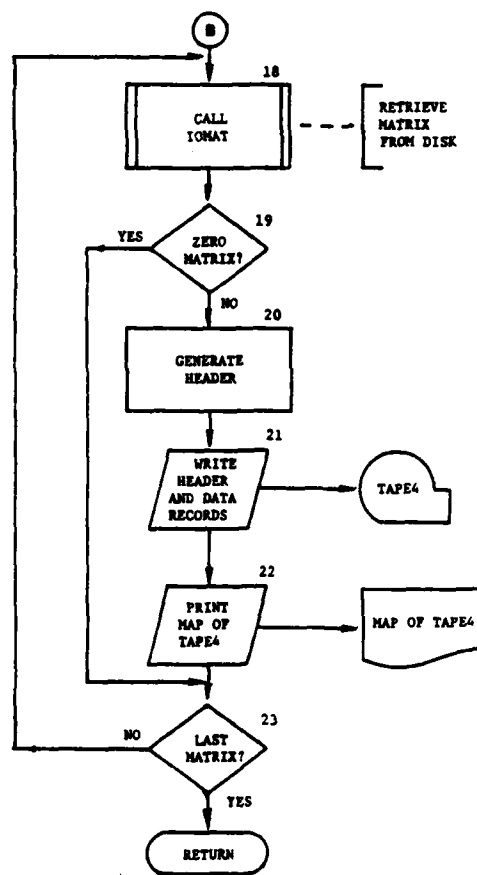 B
18
CALL
IOMAT
RETRIEVE
MATRIX
FROM DISK
19
YES
ZERO
MATRIX?
NO
20
GENERATE
HEADER
21
WRITE
HEADER
AND DATA
RECORDS
TAPE4
22
PRINT
MAP OF
TAPE4
MAP OF TAPE4
23
NO
LAST
MATRIX?
YES
RETURN